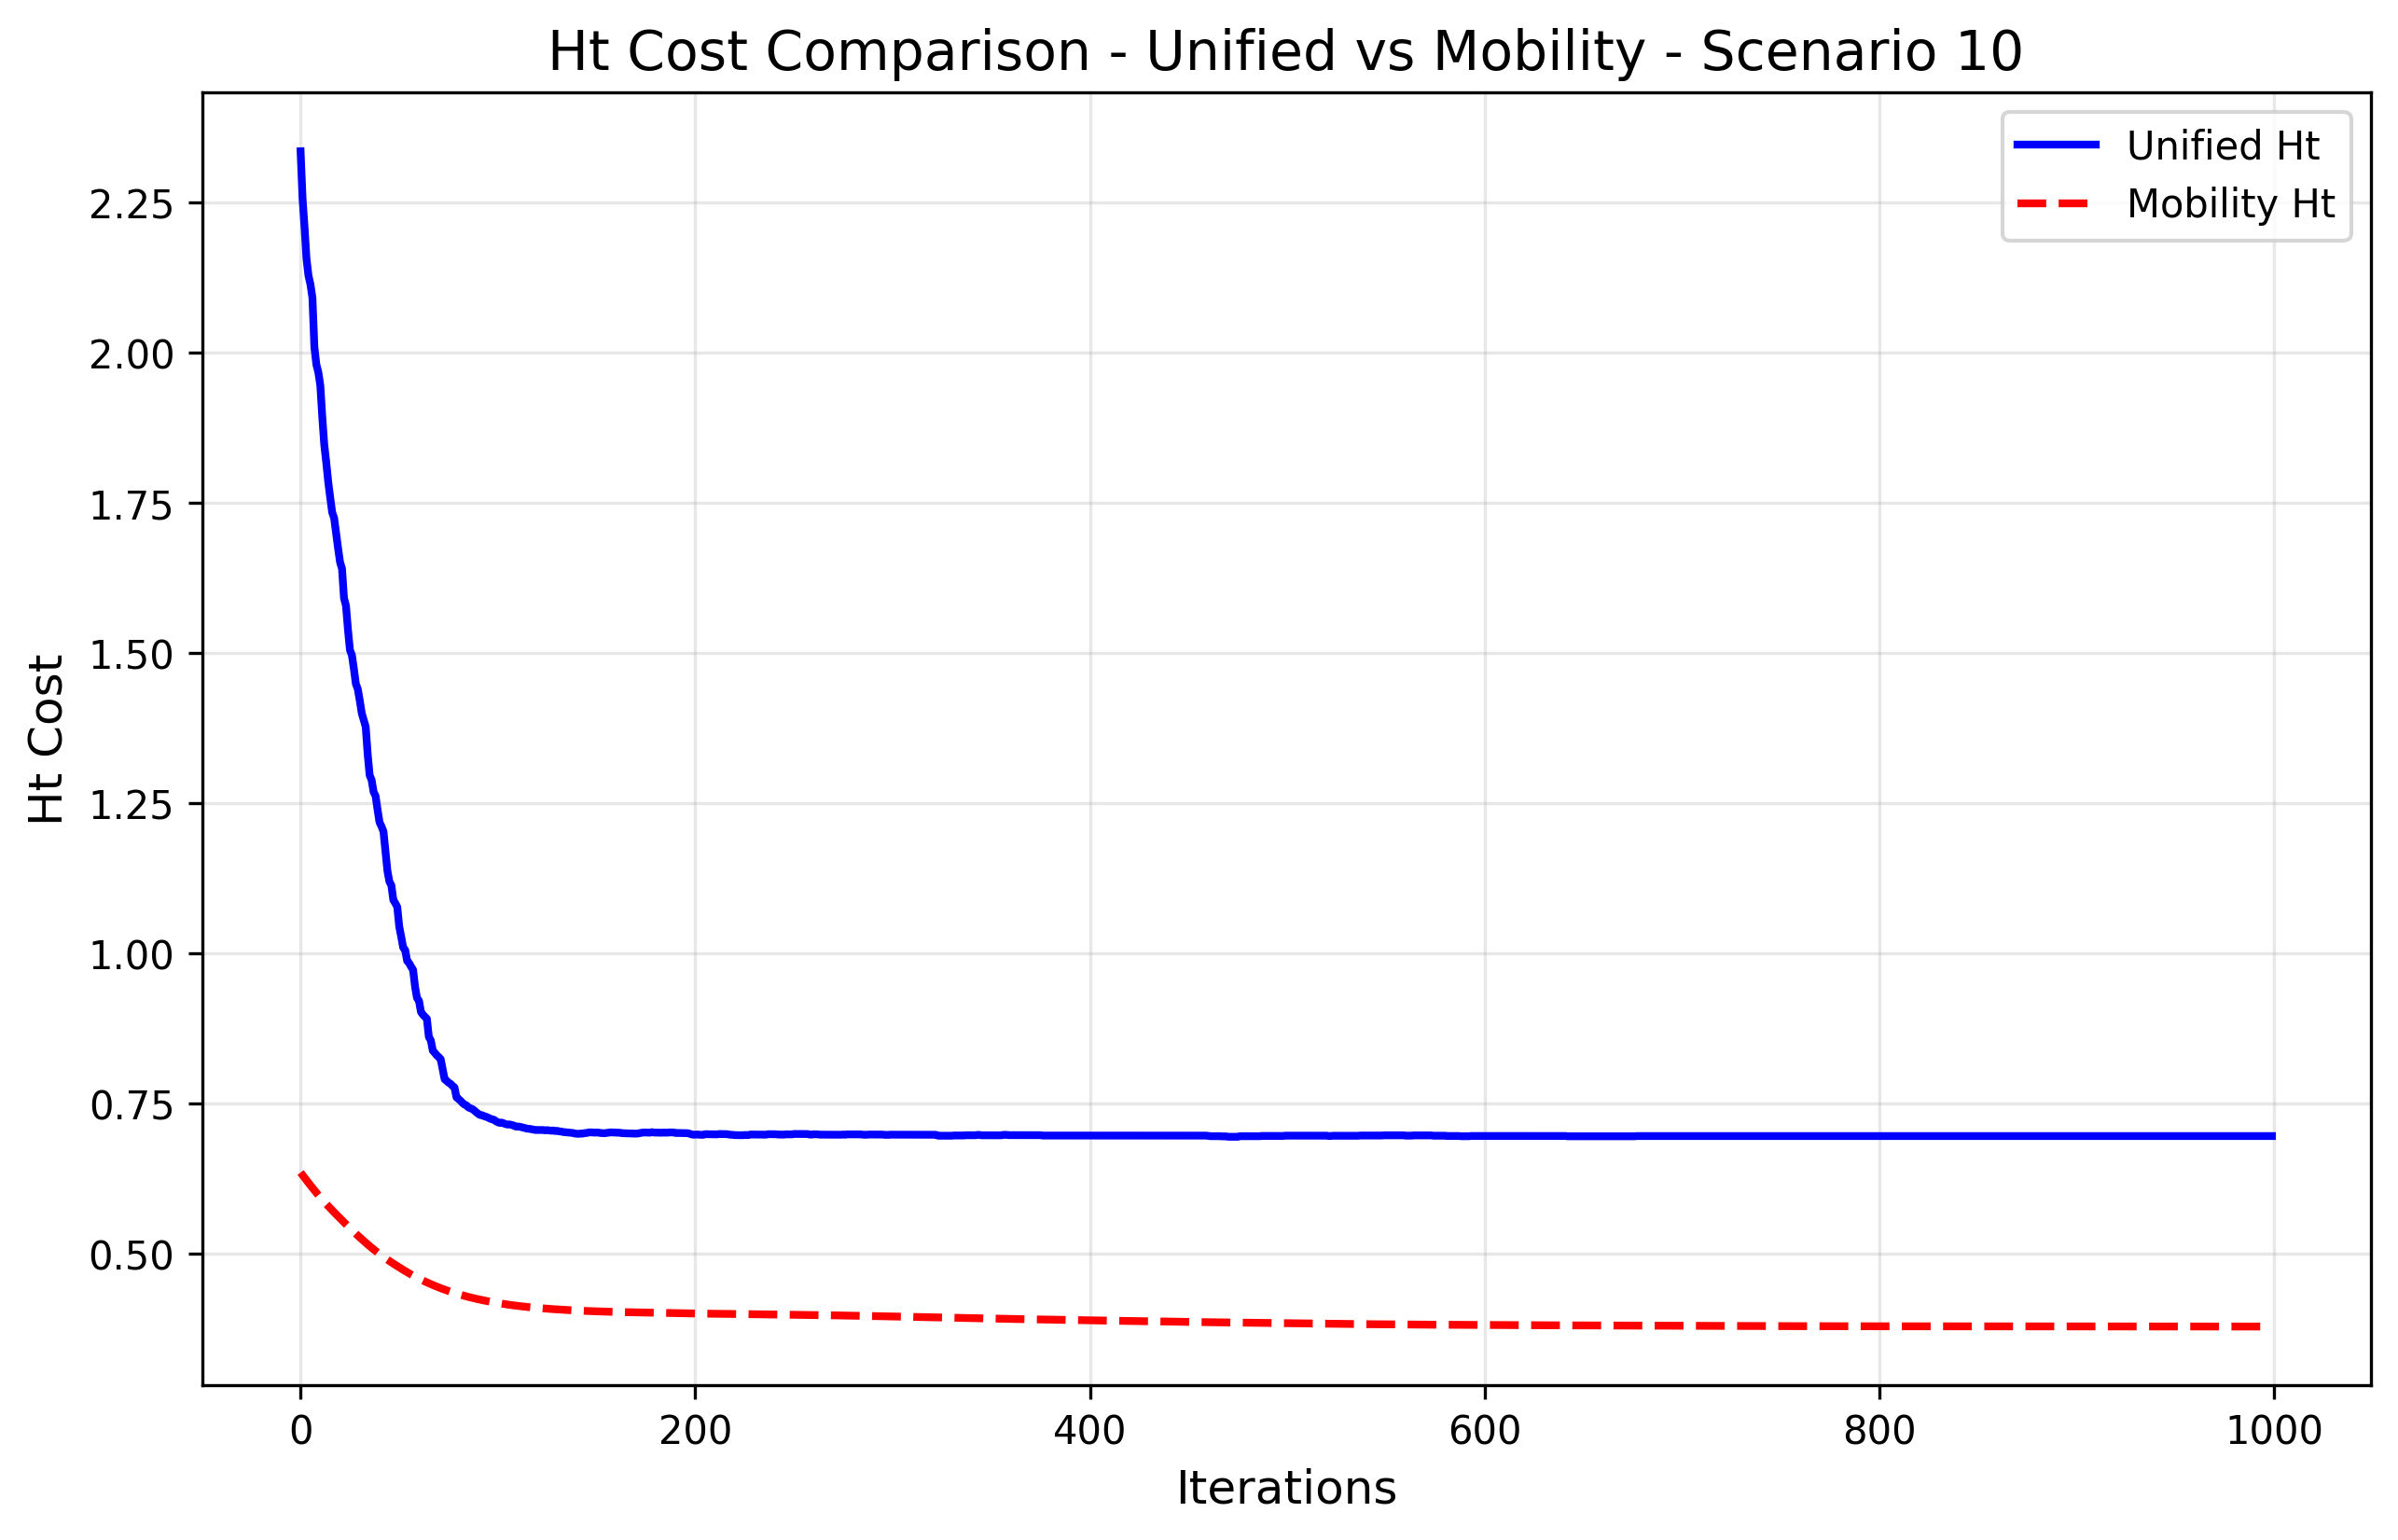 Ht Cost Comparison - Unified vs Mobility - Scenario 10
Unified Ht
Mobility Ht
2.25
2.00
1.75
1.50
1.25
1.00
0.75
0.50
Ht Cost
0 200 400 600 800 1000
Iterations